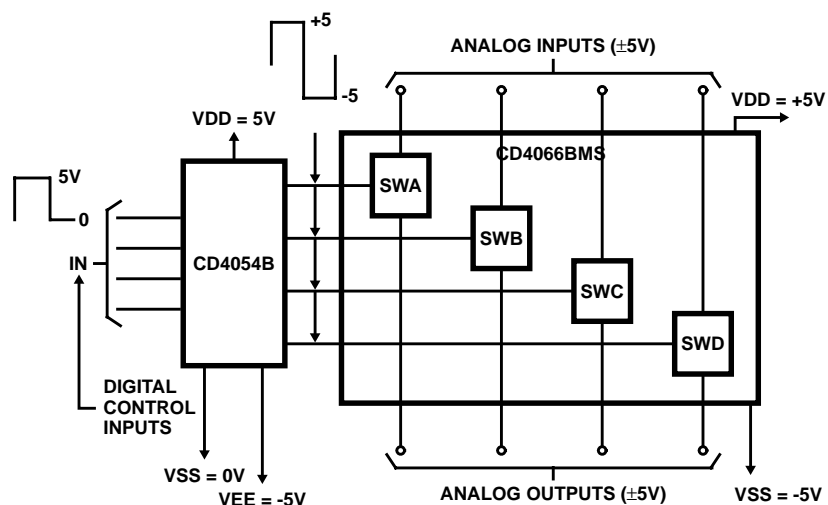 +5
-5
ANALOG INPUTS (±5V)
VDD = +5V
VDD = 5V
CD4066BMS
5V
0
IN
CD4054B
SWA
SWB
SWC
SWD
DIGITAL
CONTROL
INPUTS
VSS = 0V
VEE = -5V
ANALOG OUTPUTS (±5V)
VSS = -5V